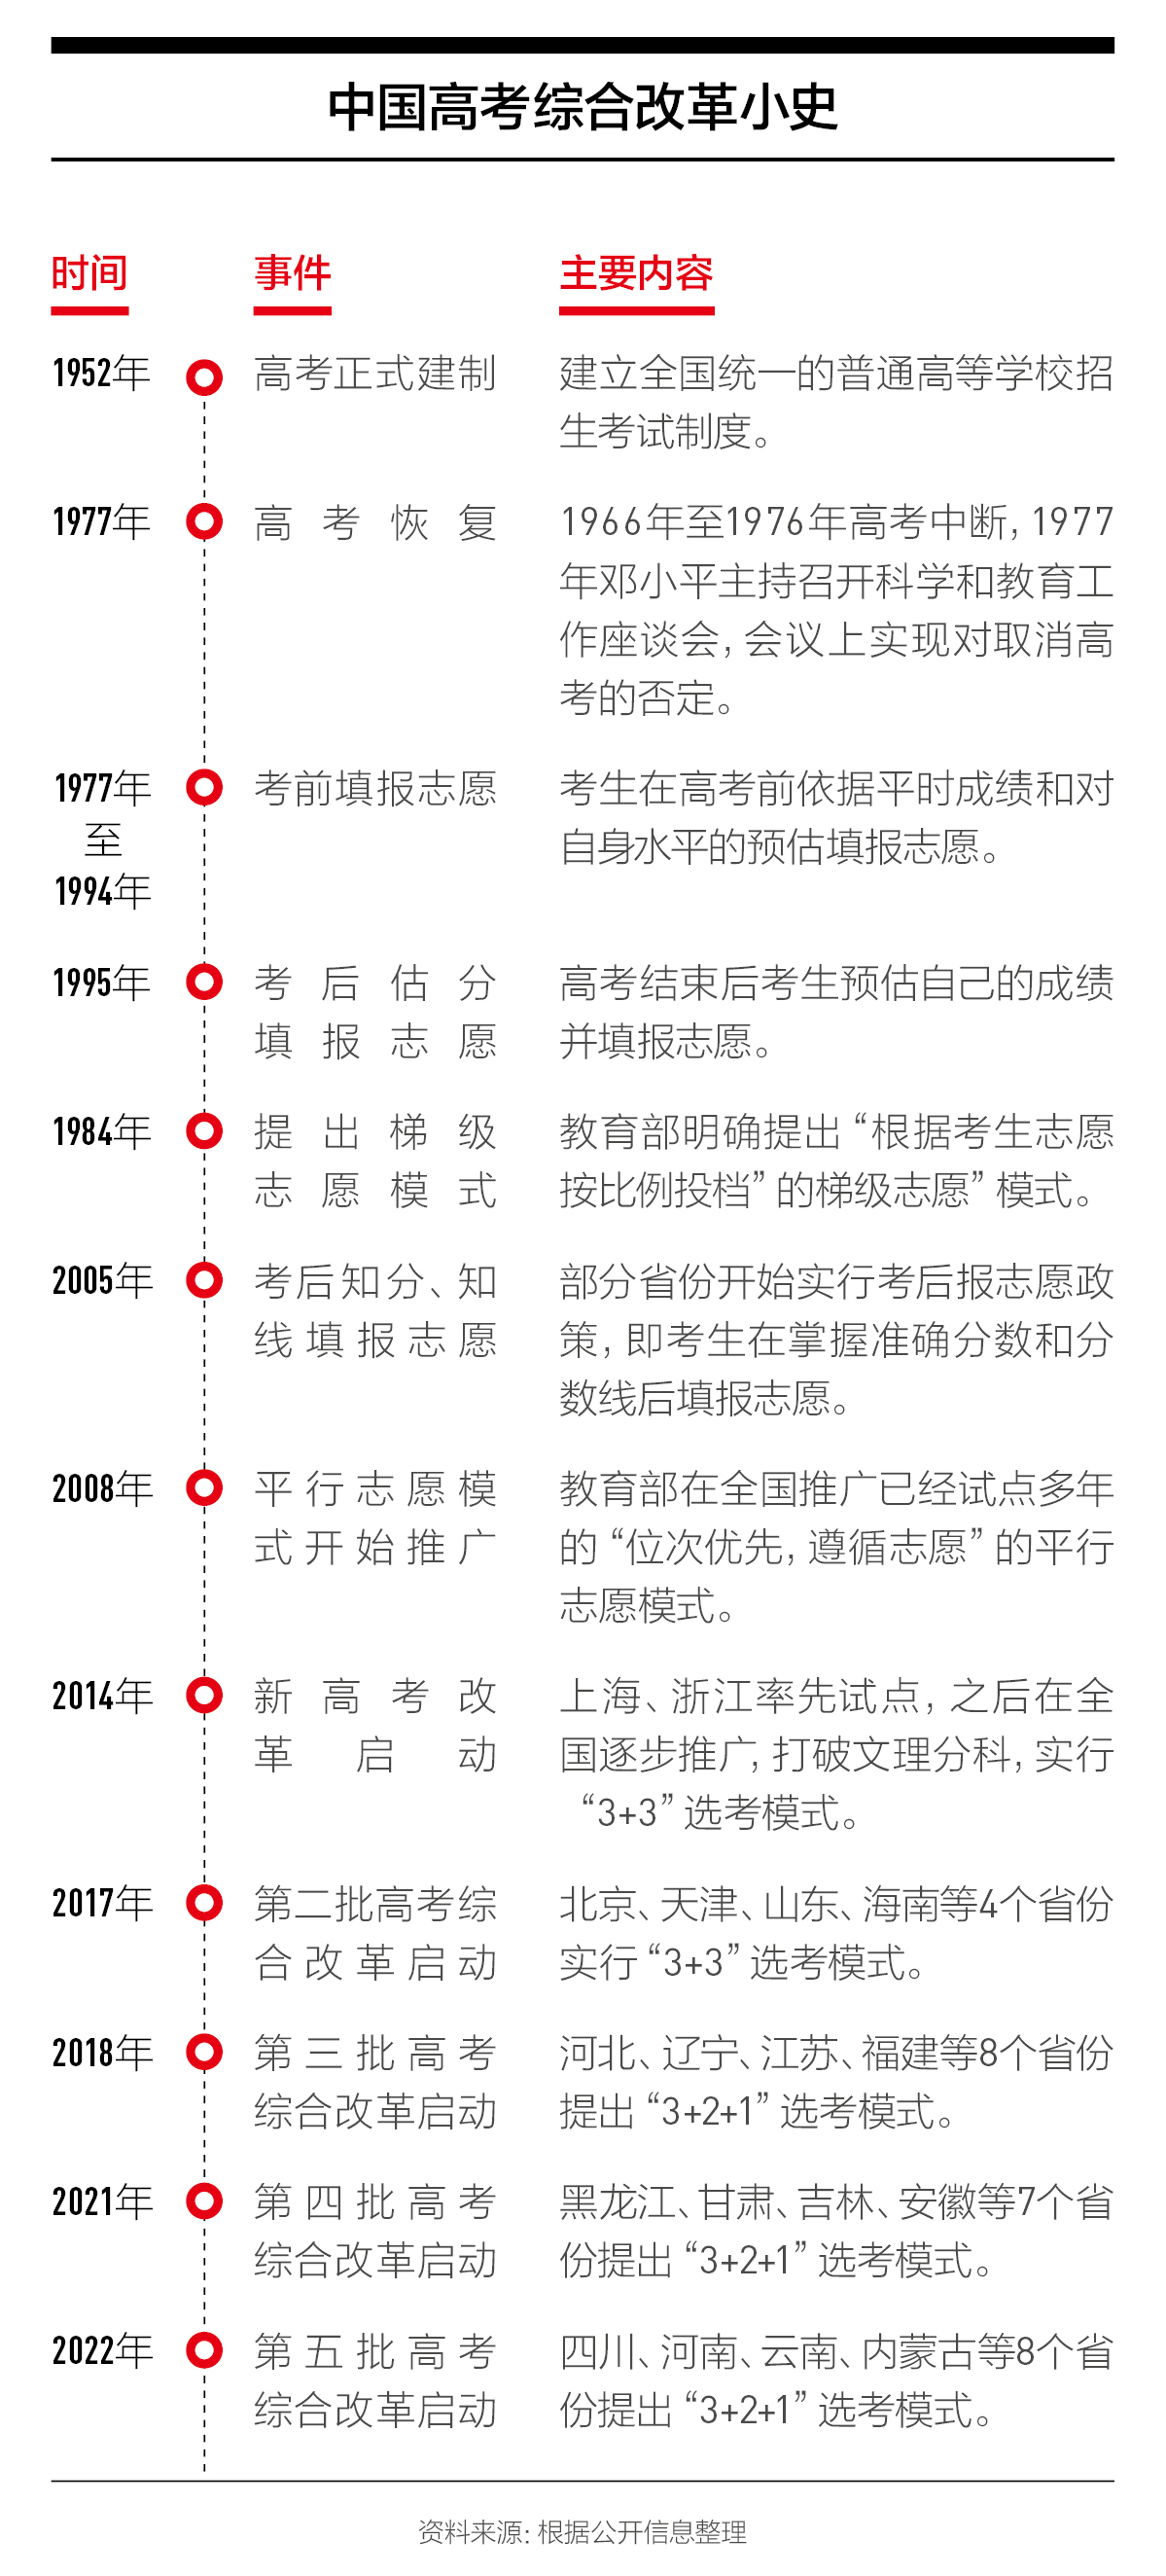 中国高考综合改革小史
时间 事件 主要内容
1952年 高考正式建制 建立全国统一的普通高等学校招
生考试制度。
1977年 高考恢复 1966年至1976年高考中断,1977
年邓小平主持召开科学和教育工
作座谈会,会议上实现对取消高
考的否定。
1977年 考前填报志愿 考生在高考前依据平时成绩和对
至 自身水平的预估填报志愿。
1994年
1995年 考后估分 高考结束后考生预估自己的成绩
填报志愿 并填报志愿。
1984年 提出梯级 教育部明确提出“根据考生志愿
志愿模式 按比例投档”的梯级志愿”模式。
2005年 考后知分、知 部分省份开始实行考后报志愿政
线填报志愿 策,即考生在掌握准确分数和分
数线后填报志愿。
2008年 平行志愿模 教育部在全国推广已经试点多年
式开始推广 的“位次优先,遵循志愿”的平行
志愿模式。
2014年 新高考改 上海、浙江率先试点,之后在全
革启动 国逐步推广,打破文理分科,实行
“3+3”选考模式。
2017年 第二批高考综 北京、天津、山东、海南等4个省份
合改革启动 实行“3+3”选考模式。
2018年 第三批高考 河北、辽宁、江苏、福建等8个省份
综合改革启动 提出“3+2+1”选考模式。
2021年 第四批高考 黑龙江、甘肃、吉林、安徽等7个省
综合改革启动 份提出“3+2+1”选考模式。
2022年 第五批高考 四川、河南、云南、内蒙古等8个省
综合改革启动 份提出“3+2+1”选考模式。
资料来源:根据公开信息整理